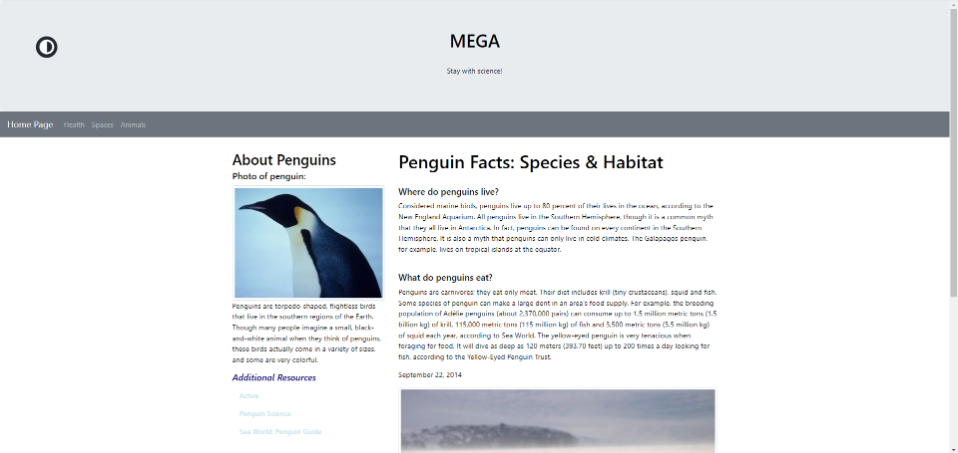 MEGA
Stay with science!
Home Page Health Spaces Animals
About Penguins
Photo of penguin:
Penguins are torpedo-shaped, flightless birds
that live in the southern regions of the Earth.
Though many people imagine a small, black-
and-white animal when they think of penguins,
these birds actually come in a variety of sizes,
and some are very colorful.
Additional Resources
Active
Penguin Science
Sea World: Penguin Guide
Penguin Facts: Species & Habitat
Where do penguins live?
Considered marine birds, penguins live up to 80 percent of their lives in the ocean, according to the
New England Aquarium. All penguins live in the Southern Hemisphere, though it is a common myth
that they all live in Antarctica. In fact, penguins can be found on every continent in the Southern
Hemisphere. It is also a myth that penguins can only live in cold climates. The Galapagos penguin,
for example, lives on tropical islands at the equator.
What do penguins eat?
Penguins are carnivores: they eat only meat. Their diet includes krill (tiny crustaceans), squid and fish.
Some species of penguin can make a large dent in an area's food supply. For example, the breeding
population of Adélie penguins (about 2,370,000 pairs) can consume up to 1.5 million metric tons (1.5
billion kg) of krill, 115,000 metric tons (115 million kg) of fish and 3,500 metric tons (3.5 million kg)
of squid each year, according to Sea World. The yellow-eyed penguin is very tenacious when
foraging for food. It will dive as deep as 120 meters (393.70 feet) up to 200 times a day looking for
fish, according to the Yellow-Eyed Penguin Trust.
September 22, 2014